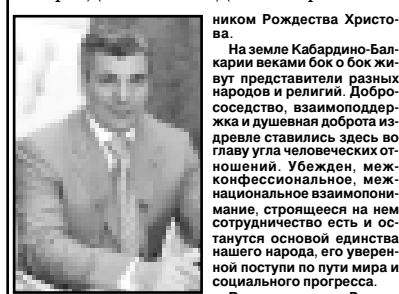 ником Рождества Христо-
ва.
На земле Кабардино-Бал-
карии веками бок о бок жи-
вут представители разных
народов и религий. Добро-
соседство, взаимоподдер-
жка и душевная доброта из-
древле ставились здесь во
главу угла человеческих от-
ношений. Убежден, меж-
конфессиональное, меж-
национальное взаимопони-
мание, строящееся на нем
сотрудничество есть и ос-
танутся основой единства
нашего народа, его уверен-
ной поступи по пути мира и
социального прогресса.